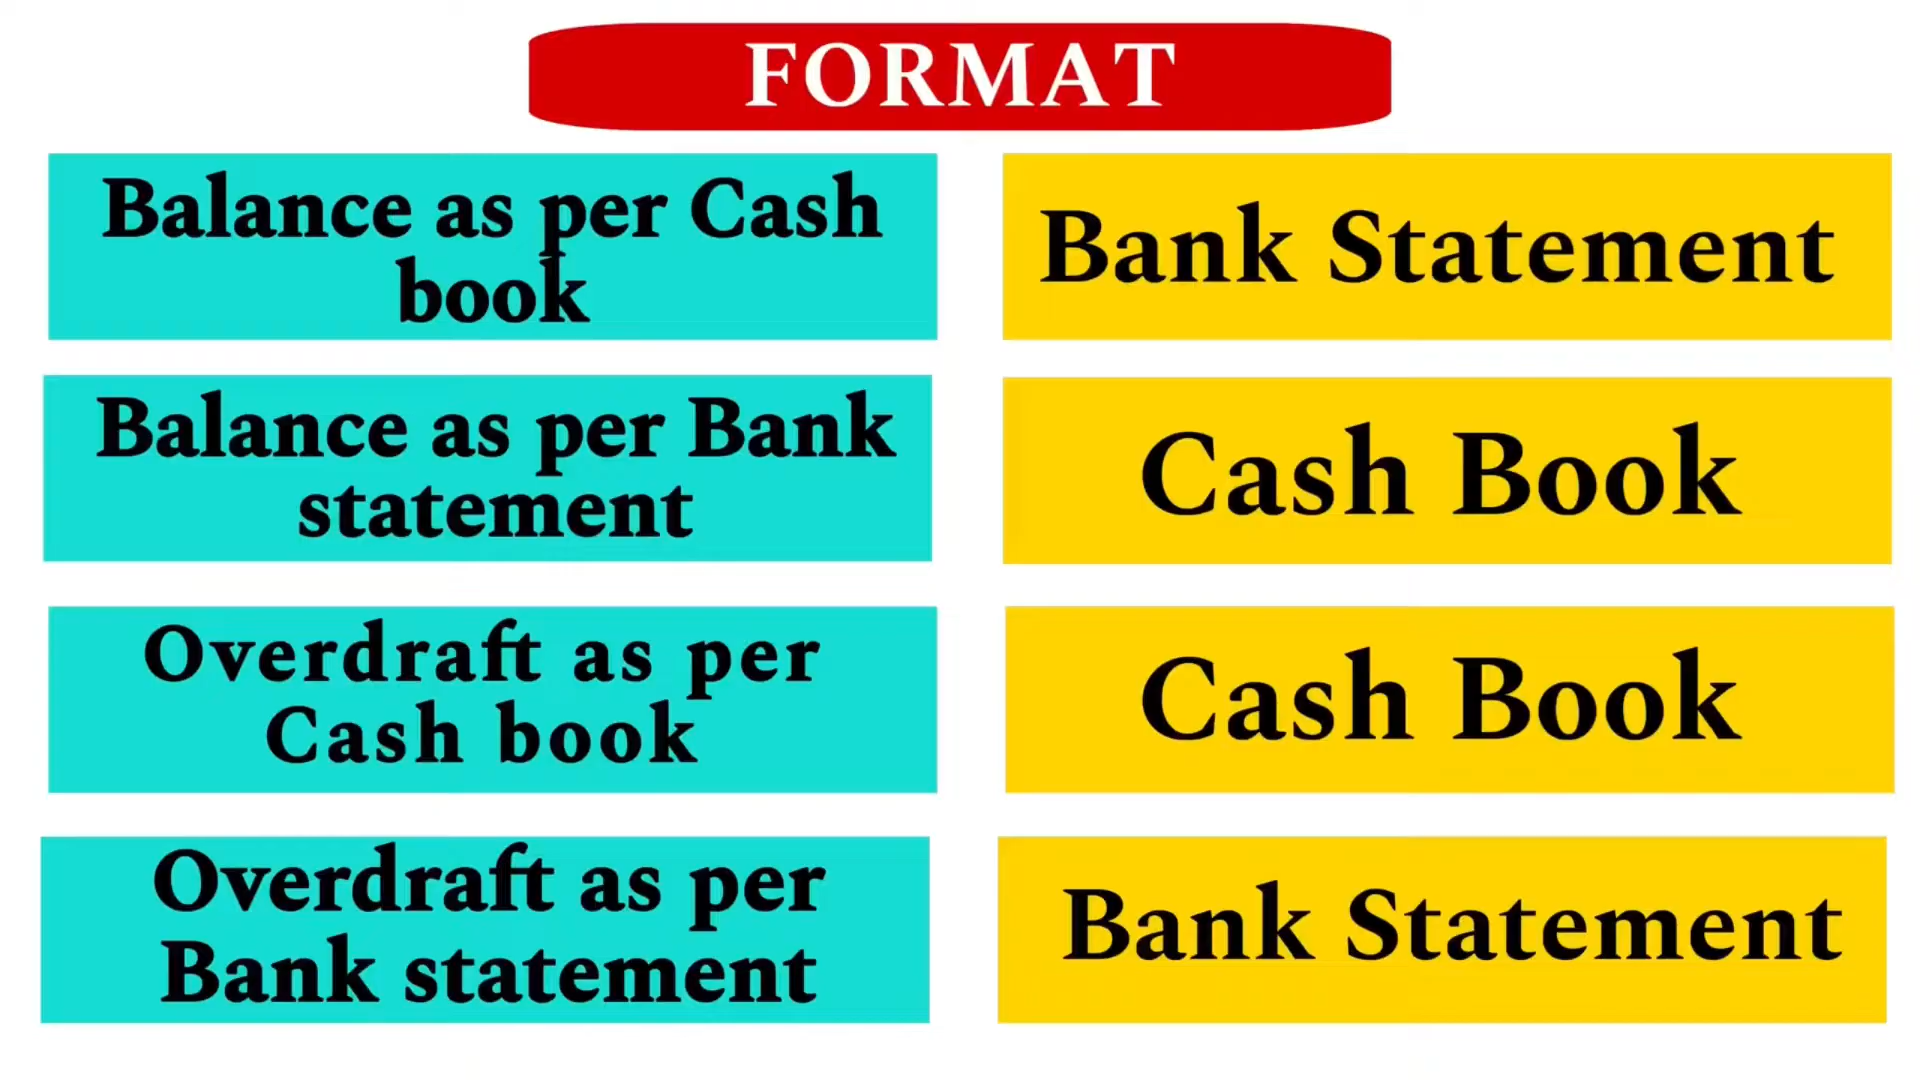 FORMAT
Balance as per Cash
book
Bank Statement
Balance as per Bank
statement
Cash Book
Overdraft as per
Cash book
Cash Book
Overdraft as per
Bank statement
Bank Statement